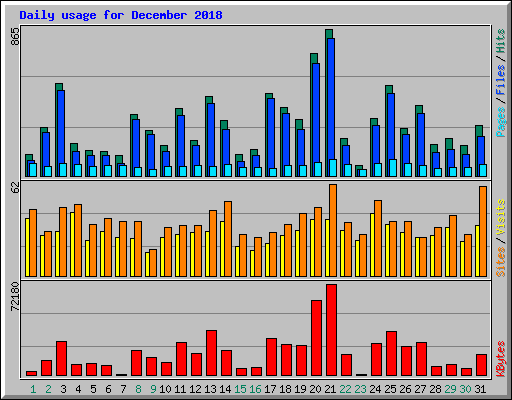 Daily usage for December 2018
865
Pages / Files / Hits
62
Sites / Visits
72180
KBytes
1 2 3 4 5 6 7 8 9 10 11 12 13 14 15 16 17 18 19 20 21 22 23 24 25 26 27 28 29 30 31